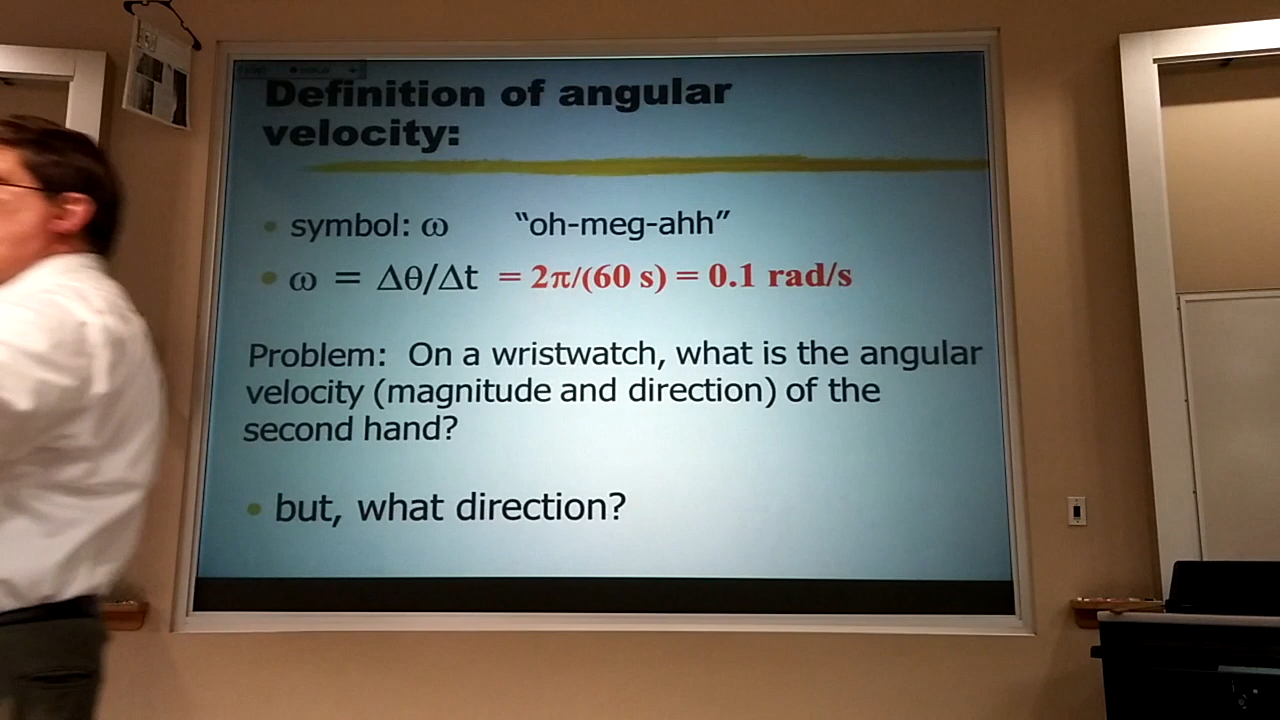 Definition of angular
velocity:
• symbol: ω "oh-meg-ahh"
• ω = Δθ/Δt = 2π/(60 s) = 0.1 rad/s
Problem: On a wristwatch, what is the angular
velocity (magnitude and direction) of the
second hand?
• but, what direction?